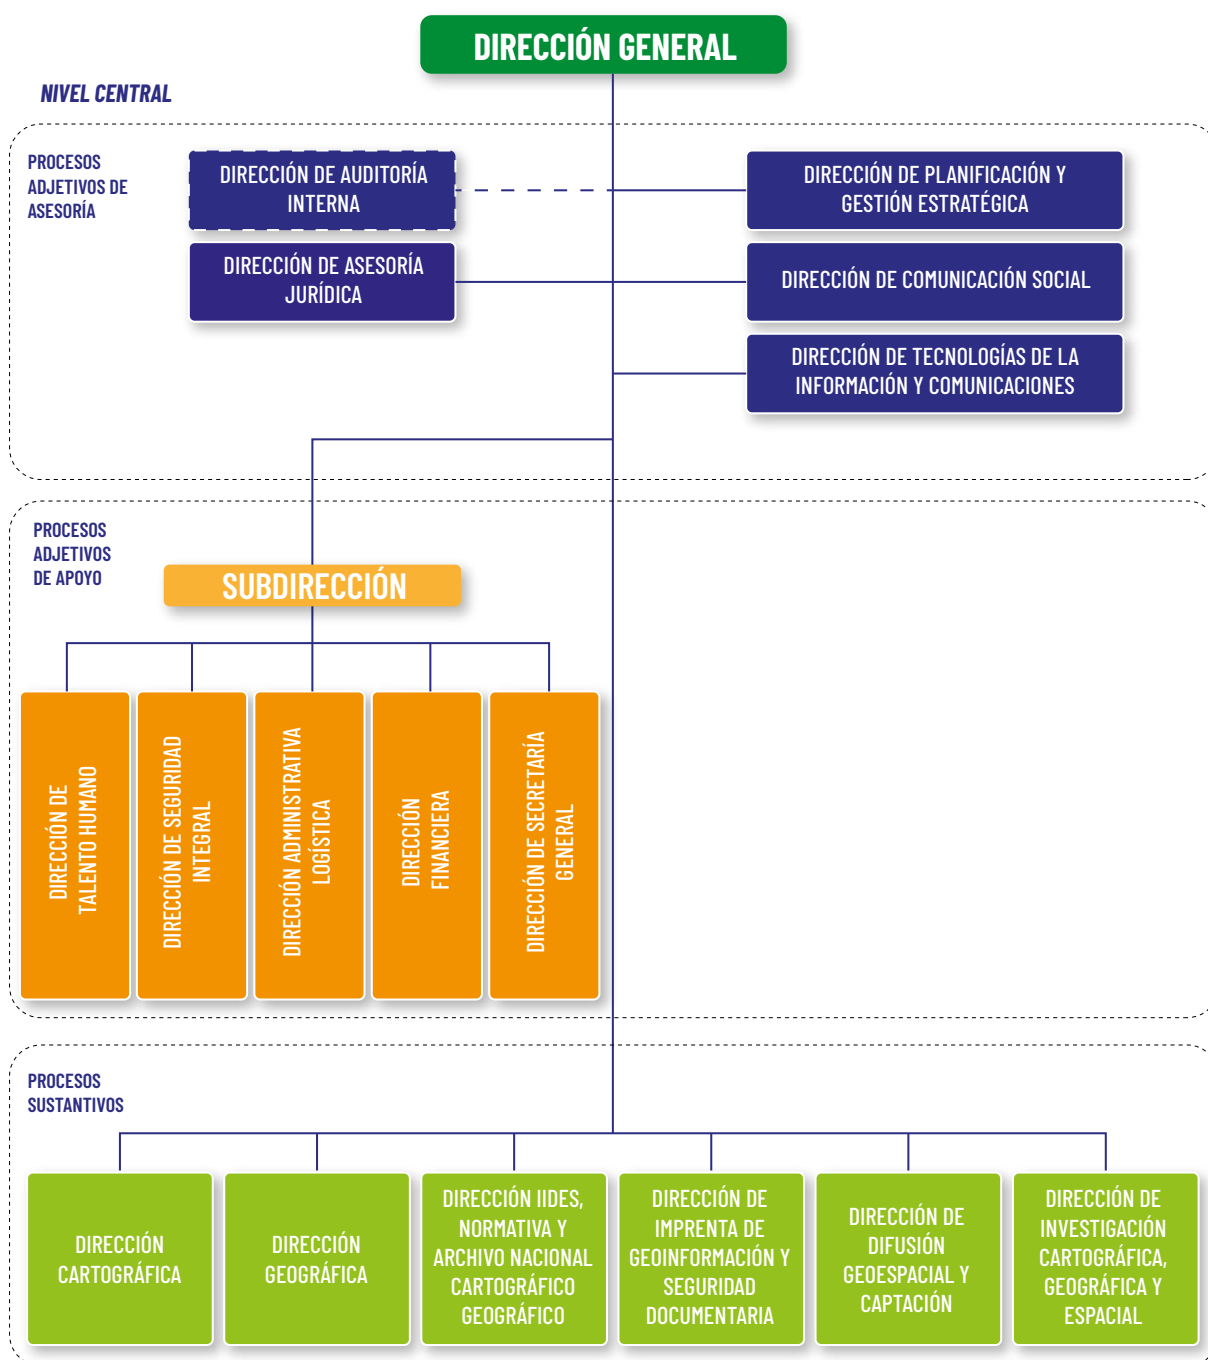 DIRECCIÓN GENERAL
NIVEL CENTRAL
PROCESOS
ADJETIVOS DE
ASESORÍA
DIRECCIÓN DE AUDITORÍA
INTERNA
DIRECCIÓN DE PLANIFICACIÓN Y
GESTIÓN ESTRATÉGICA
DIRECCIÓN DE ASESORÍA
JURÍDICA
DIRECCIÓN DE COMUNICACIÓN SOCIAL
DIRECCIÓN DE TECNOLOGÍAS DE LA
INFORMACIÓN Y COMUNICACIONES
PROCESOS
ADJETIVOS
DE APOYO
SUBDIRECCIÓN
DIRECCIÓN DE
TALENTO HUMANO
DIRECCIÓN DE SEGURIDAD
INTEGRAL
DIRECCIÓN ADMINISTRATIVA
LOGÍSTICA
DIRECCIÓN
FINANCIERA
DIRECCIÓN DE SECRETARÍA
GENERAL
PROCESOS
SUSTANTIVOS
DIRECCIÓN
CARTOGRÁFICA
DIRECCIÓN
GEOGRÁFICA
DIRECCIÓN IIDES,
NORMATIVA Y
ARCHIVO NACIONAL
CARTOGRÁFICO
GEOGRÁFICO
DIRECCIÓN DE
IMPRENTA DE
GEOINFORMACIÓN Y
SEGURIDAD
DOCUMENTARIA
DIRECCIÓN DE
DIFUSIÓN
GEOESPACIAL Y
CAPTACIÓN
DIRECCIÓN DE
INVESTIGACIÓN
CARTOGRÁFICA,
GEOGRÁFICA Y
ESPACIAL